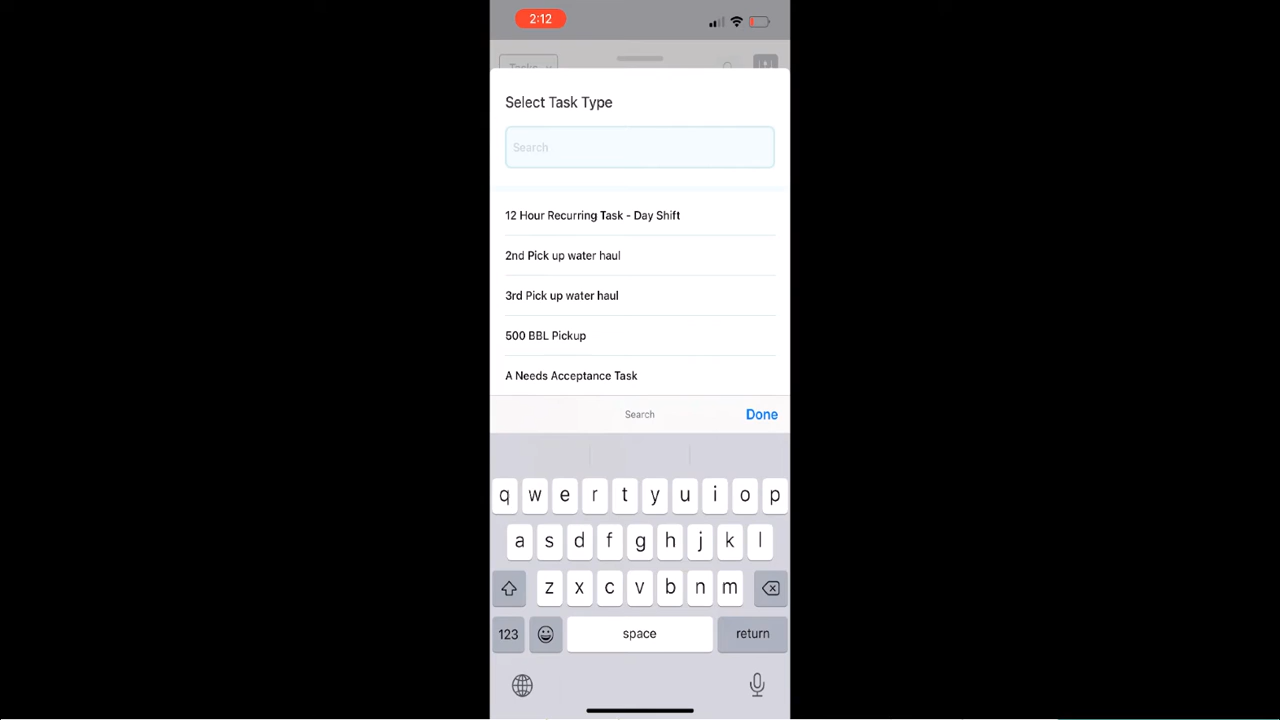 2:12
Tasks
Select Task Type
Search
12 Hour Recurring Task - Day Shift
2nd Pick up water haul
3rd Pick up water haul
500 BBL Pickup
A Needs Acceptance Task
Search Done
q w e r t y u i o p
a s d f g h j k l
z x c v b n m
123 space return